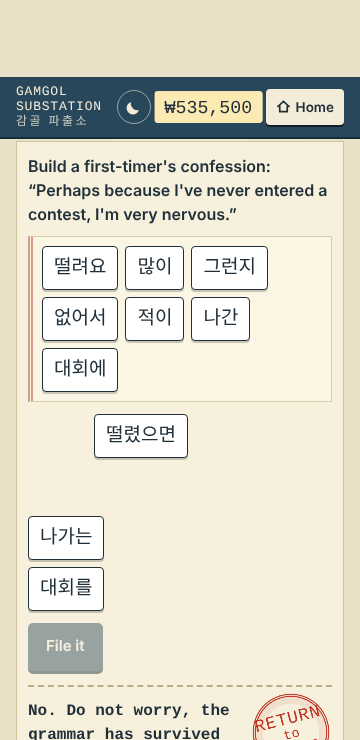 GAMGOL
SUBSTATION
감골 파출소
₩535,500
Home
Build a first-timer's confession:
“Perhaps because I've never entered a
contest, I'm very nervous.”
떨려요 많이 그런지
없어서 적이 나간
대회에
떨렸으면
나가는
대회를
File it
No. Do not worry, the
grammar has survived
RETURN
to